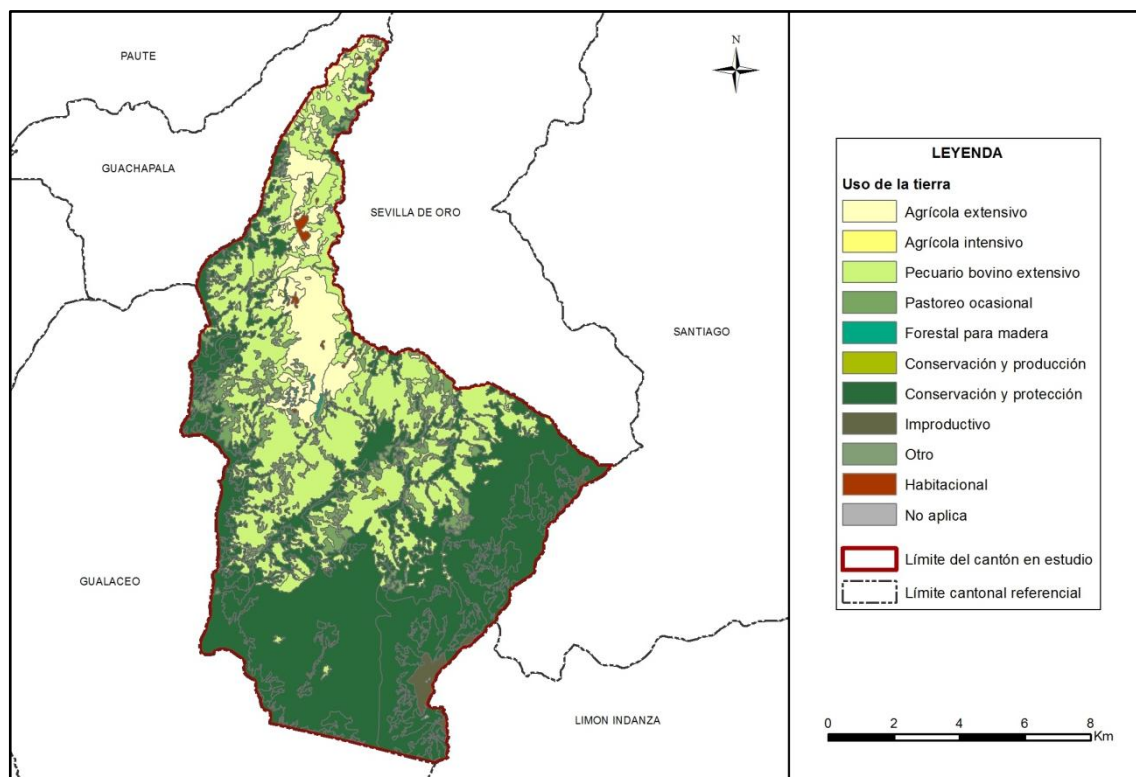 PAUTE
N
GUACHAPALA
SEVILLA DE ORO
SANTIAGO
GUALACEO
LIMON INDANZA
LEYENDA
Uso de la tierra
Agrícola extensivo
Agrícola intensivo
Pecuario bovino extensivo
Pastoreo ocasional
Forestal para madera
Conservación y producción
Conservación y protección
Improductivo
Otro
Habitacional
No aplica
Límite del cantón en estudio
Límite cantonal referencial
0 2 4 6 8
Km